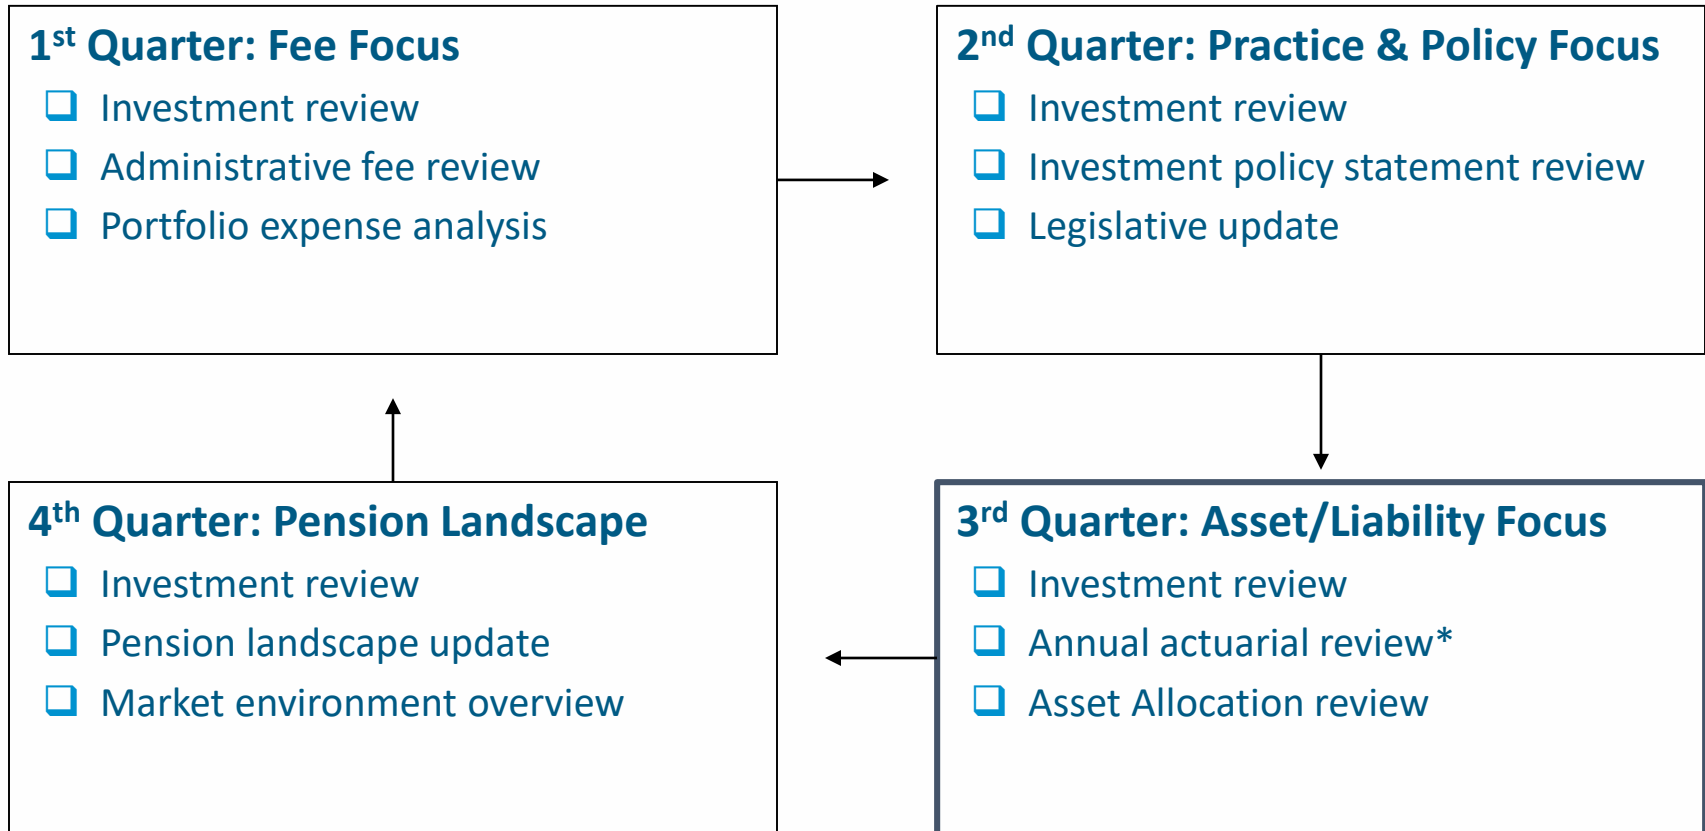 1st Quarter: Fee Focus
Investment review
Administrative fee review
Portfolio expense analysis
2nd Quarter: Practice & Policy Focus
Investment review
Investment policy statement review
Legislative update
3rd Quarter: Asset/Liability Focus
Investment review
Annual actuarial review*
Asset Allocation review
4th Quarter: Pension Landscape
Investment review
Pension landscape update
Market environment overview